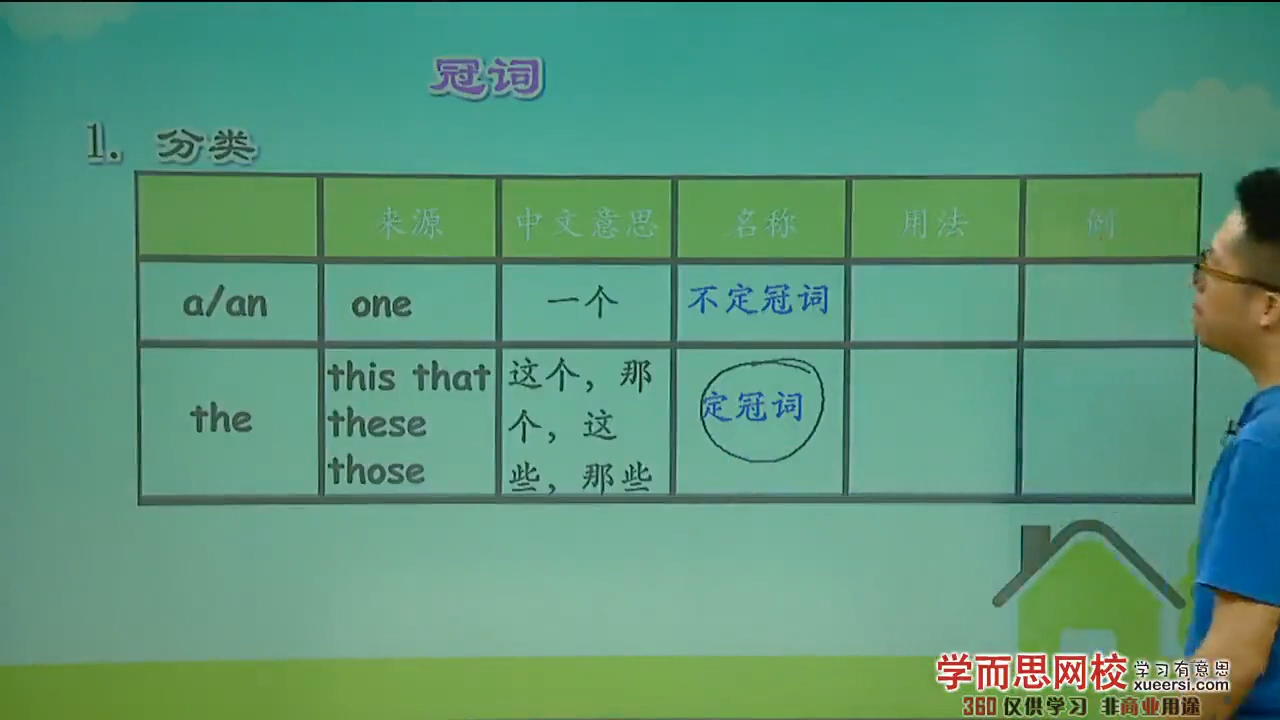 冠词
1. 分类
来源 中文意思 名称 用法 例
a/an one 一个 不定冠词
the
this that
these
those
这个，那
个，这
些，那些
定冠词
学而思网校 学习有意思
xueersi.com
360 仅供学习 非商业用途